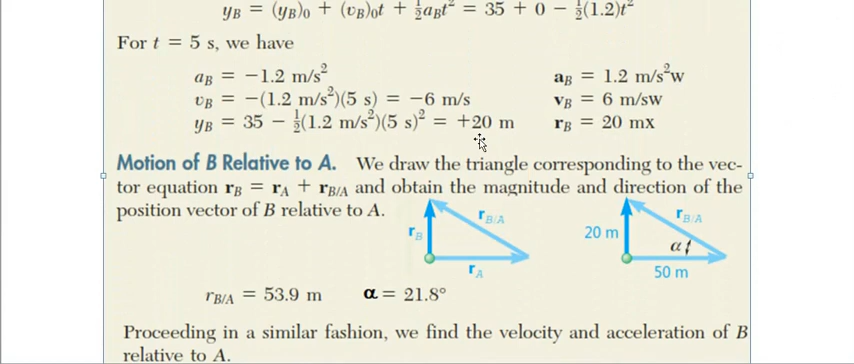 yB = (yB)0 + (vB)0t + ½aBt² = 35 + 0 − ½(1.2)t²
For t = 5 s, we have
aB = −1.2 m/s² aB = 1.2 m/s²w
vB = −(1.2 m/s²)(5 s) = −6 m/s vB = 6 m/sw
yB = 35 − ½(1.2 m/s²)(5 s)² = +20 m rB = 20 mx
Motion of B Relative to A. We draw the triangle corresponding to the vec-
tor equation rB = rA + rB/A and obtain the magnitude and direction of the
position vector of B relative to A.
rB/A rB/A
rB 20 m α
rA 50 m
rB/A = 53.9 m α = 21.8°
Proceeding in a similar fashion, we find the velocity and acceleration of B
relative to A.